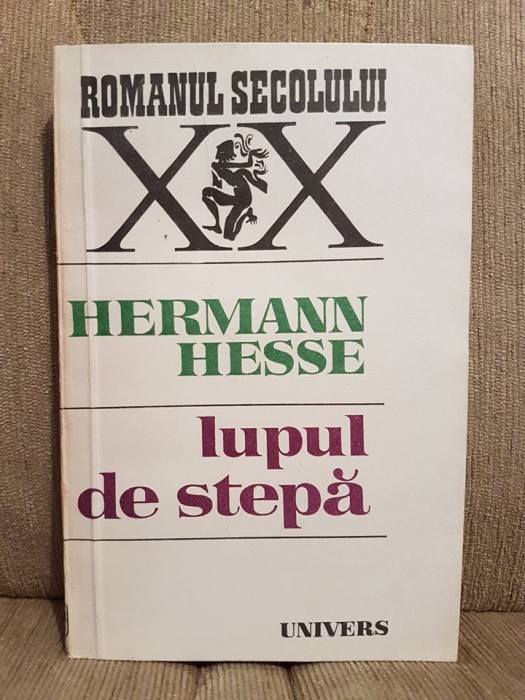 ROMANUL SECOLULUI
XX
HERMANN
HESSE
lupul
de stepă
UNIVERS